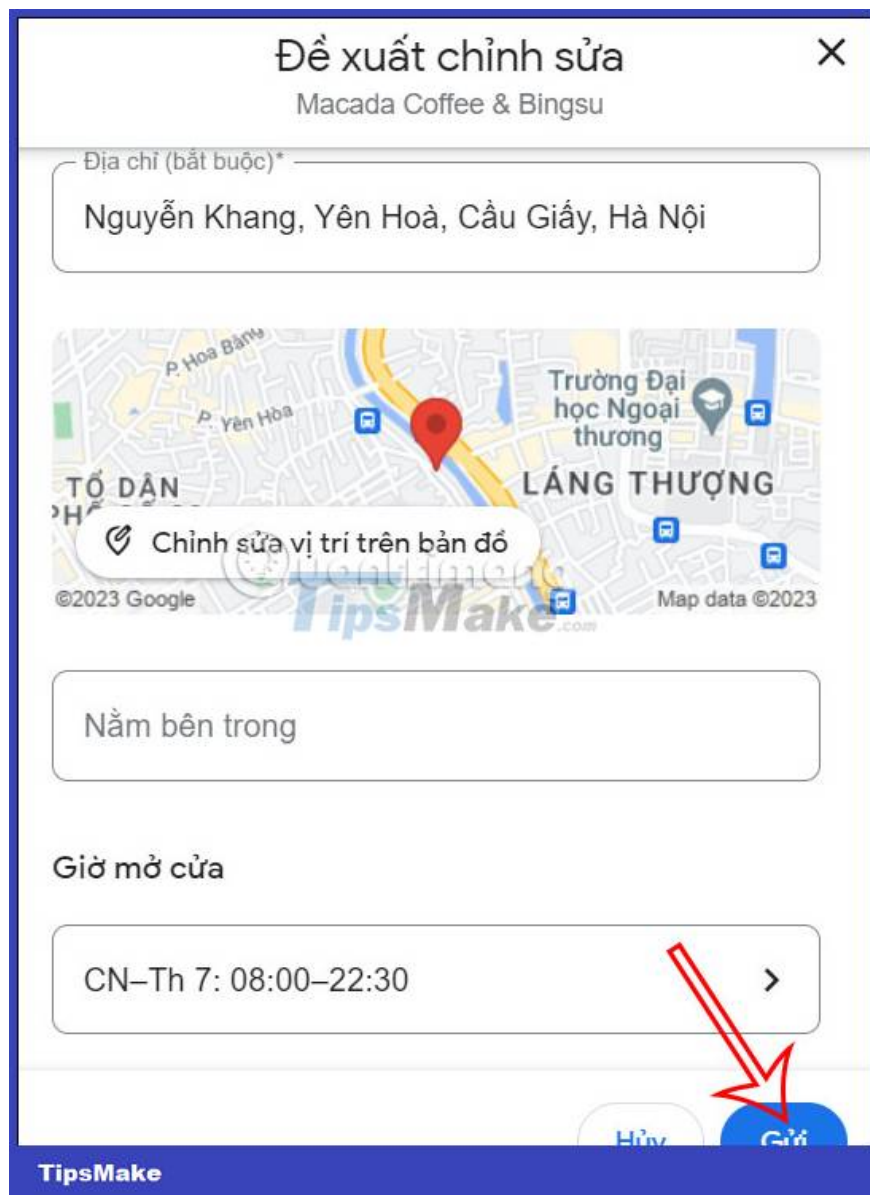 Đề xuất chỉnh sửa
Macada Coffee & Bingsu
Địa chỉ (bắt buộc)*
Nguyễn Khang, Yên Hoà, Cầu Giấy, Hà Nội
P. Hoa Bằng
P. Yên Hòa
Trường Đại
học Ngoại
thương
LÁNG THƯỢNG
TỔ DÂN
Chỉnh sửa vị trí trên bản đồ
©2023 Google
Map data ©2023
TipsMake.com
Nằm bên trong
Giờ mở cửa
CN–Th 7: 08:00–22:30
Hủy
Gửi
TipsMake